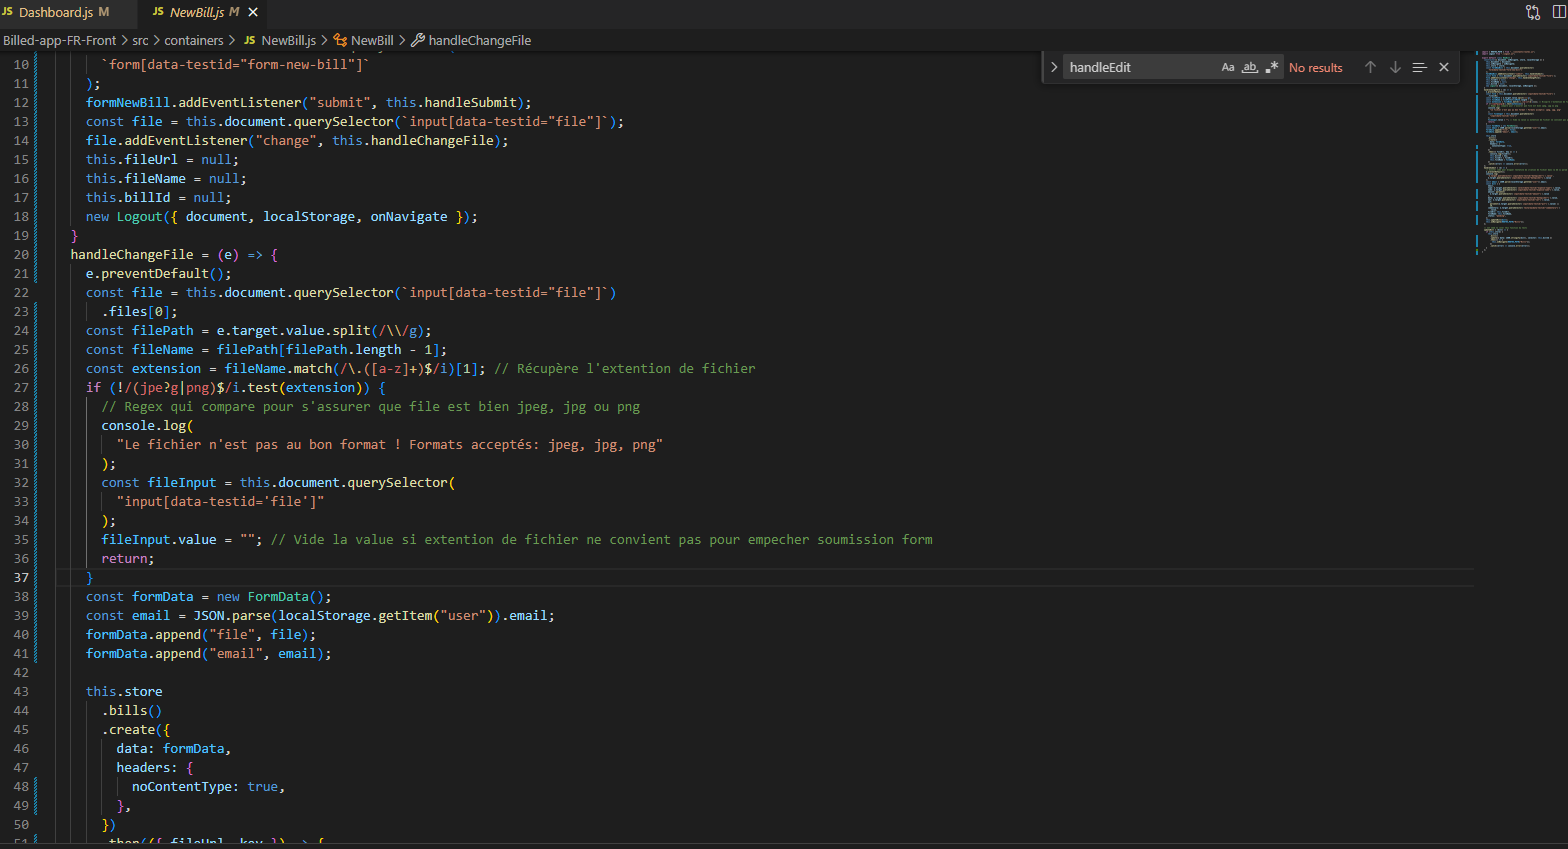 JS Dashboard.js M JS NewBill.js M
Billed-app-FR-Front > src > containers > JS NewBill.js > NewBill > handleChangeFile
handleEdit Aa ab .* No results
10 `form[data-testid="form-new-bill"]`
11 );
12 formNewBill.addEventListener("submit", this.handleSubmit);
13 const file = this.document.querySelector(`input[data-testid="file"]`);
14 file.addEventListener("change", this.handleChangeFile);
15 this.fileUrl = null;
16 this.fileName = null;
17 this.billId = null;
18 new Logout({ document, localStorage, onNavigate });
19 }
20 handleChangeFile = (e) => {
21 e.preventDefault();
22 const file = this.document.querySelector(`input[data-testid="file"]`)
23 .files[0];
24 const filePath = e.target.value.split(/\\/g);
25 const fileName = filePath[filePath.length - 1];
26 const extension = fileName.match(/\.([a-z]+)$/i)[1]; // Récupère l'extention de fichier
27 if (!/(jpe?g|png)$/i.test(extension)) {
28 // Regex qui compare pour s'assurer que file est bien jpeg, jpg ou png
29 console.log(
30 "Le fichier n'est pas au bon format ! Formats acceptés: jpeg, jpg, png"
31 );
32 const fileInput = this.document.querySelector(
33 "input[data-testid='file']"
34 );
35 fileInput.value = ""; // Vide la value si extention de fichier ne convient pas pour empecher soumission form
36 return;
37 }
38 const formData = new FormData();
39 const email = JSON.parse(localStorage.getItem("user")).email;
40 formData.append("file", file);
41 formData.append("email", email);
42
43 this.store
44 .bills()
45 .create({
46 data: formData,
47 headers: {
48 noContentType: true,
49 },
50 })
51 .then(({ fileUrl, key }) => {